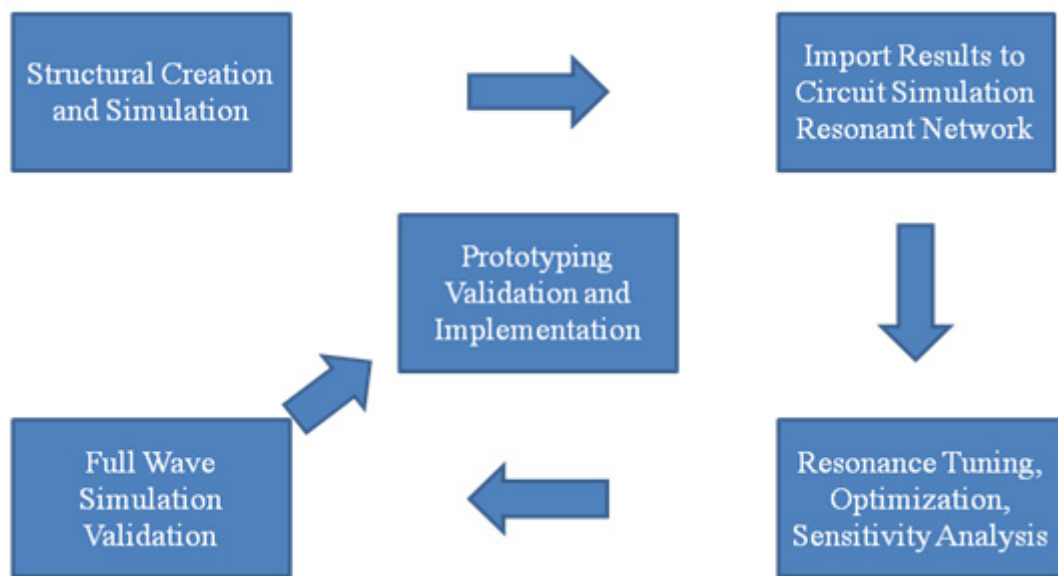 Structural Creation
and Simulation
Import Results to
Circuit Simulation
Resonant Network
Prototyping
Validation and
Implementation
Full Wave
Simulation
Validation
Resonance Tuning,
Optimization,
Sensitivity Analysis